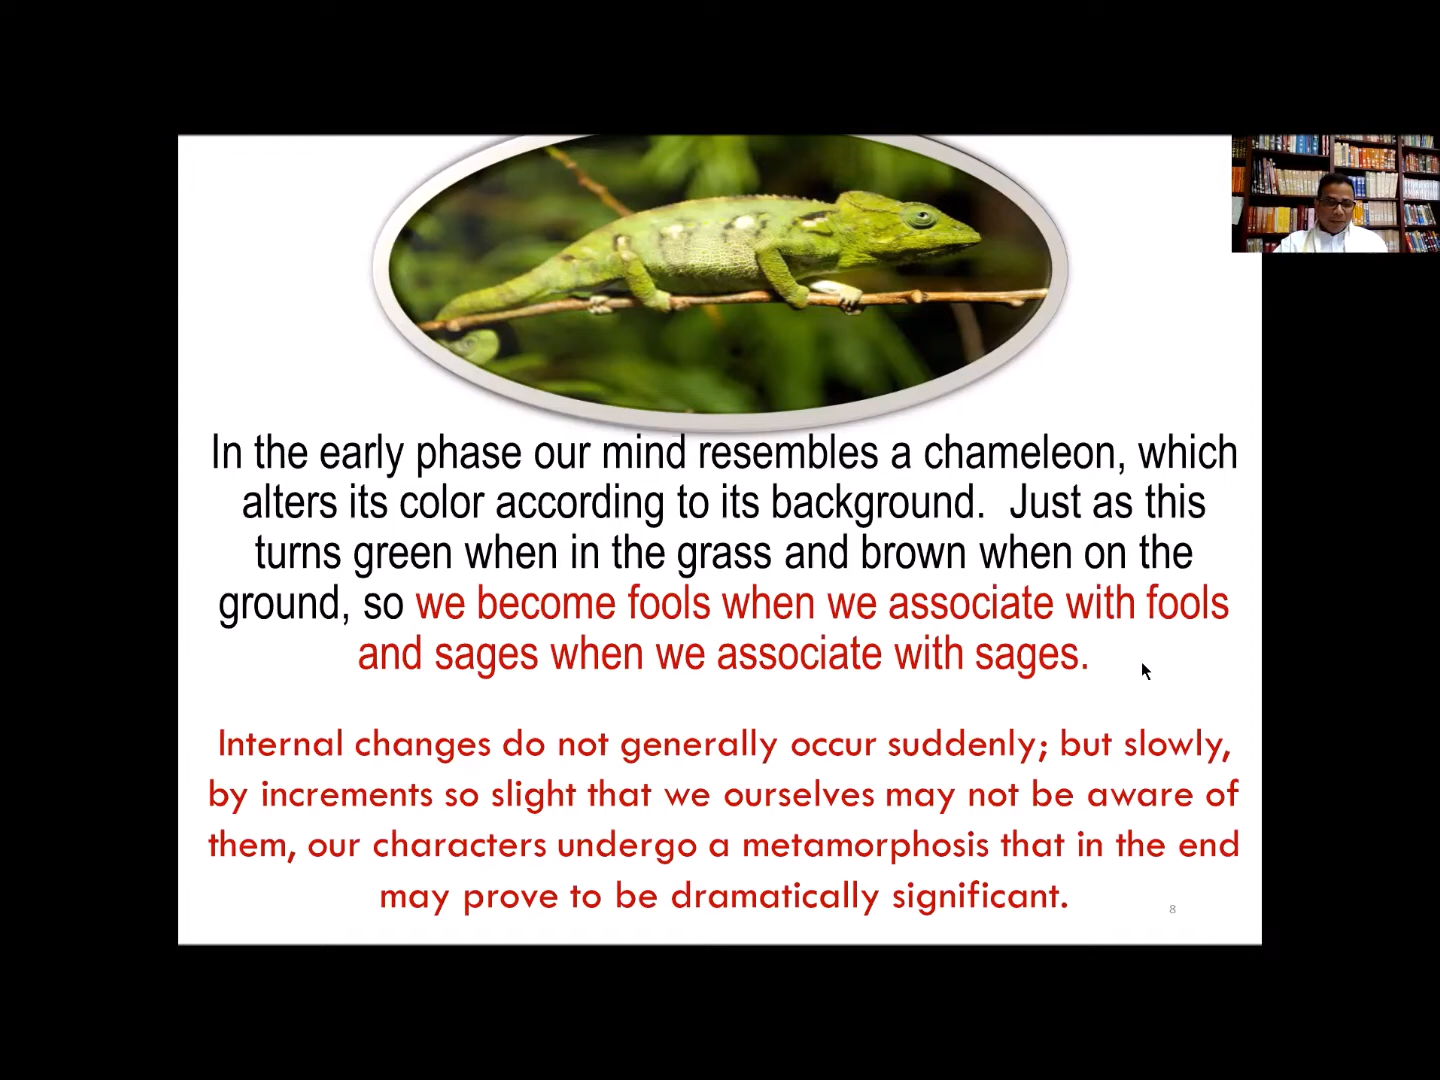 In the early phase our mind resembles a chameleon, which
alters its color according to its background.  Just as this
turns green when in the grass and brown when on the
ground, so we become fools when we associate with fools
and sages when we associate with sages.
Internal changes do not generally occur suddenly; but slowly,
by increments so slight that we ourselves may not be aware of
them, our characters undergo a metamorphosis that in the end
may prove to be dramatically significant.
8